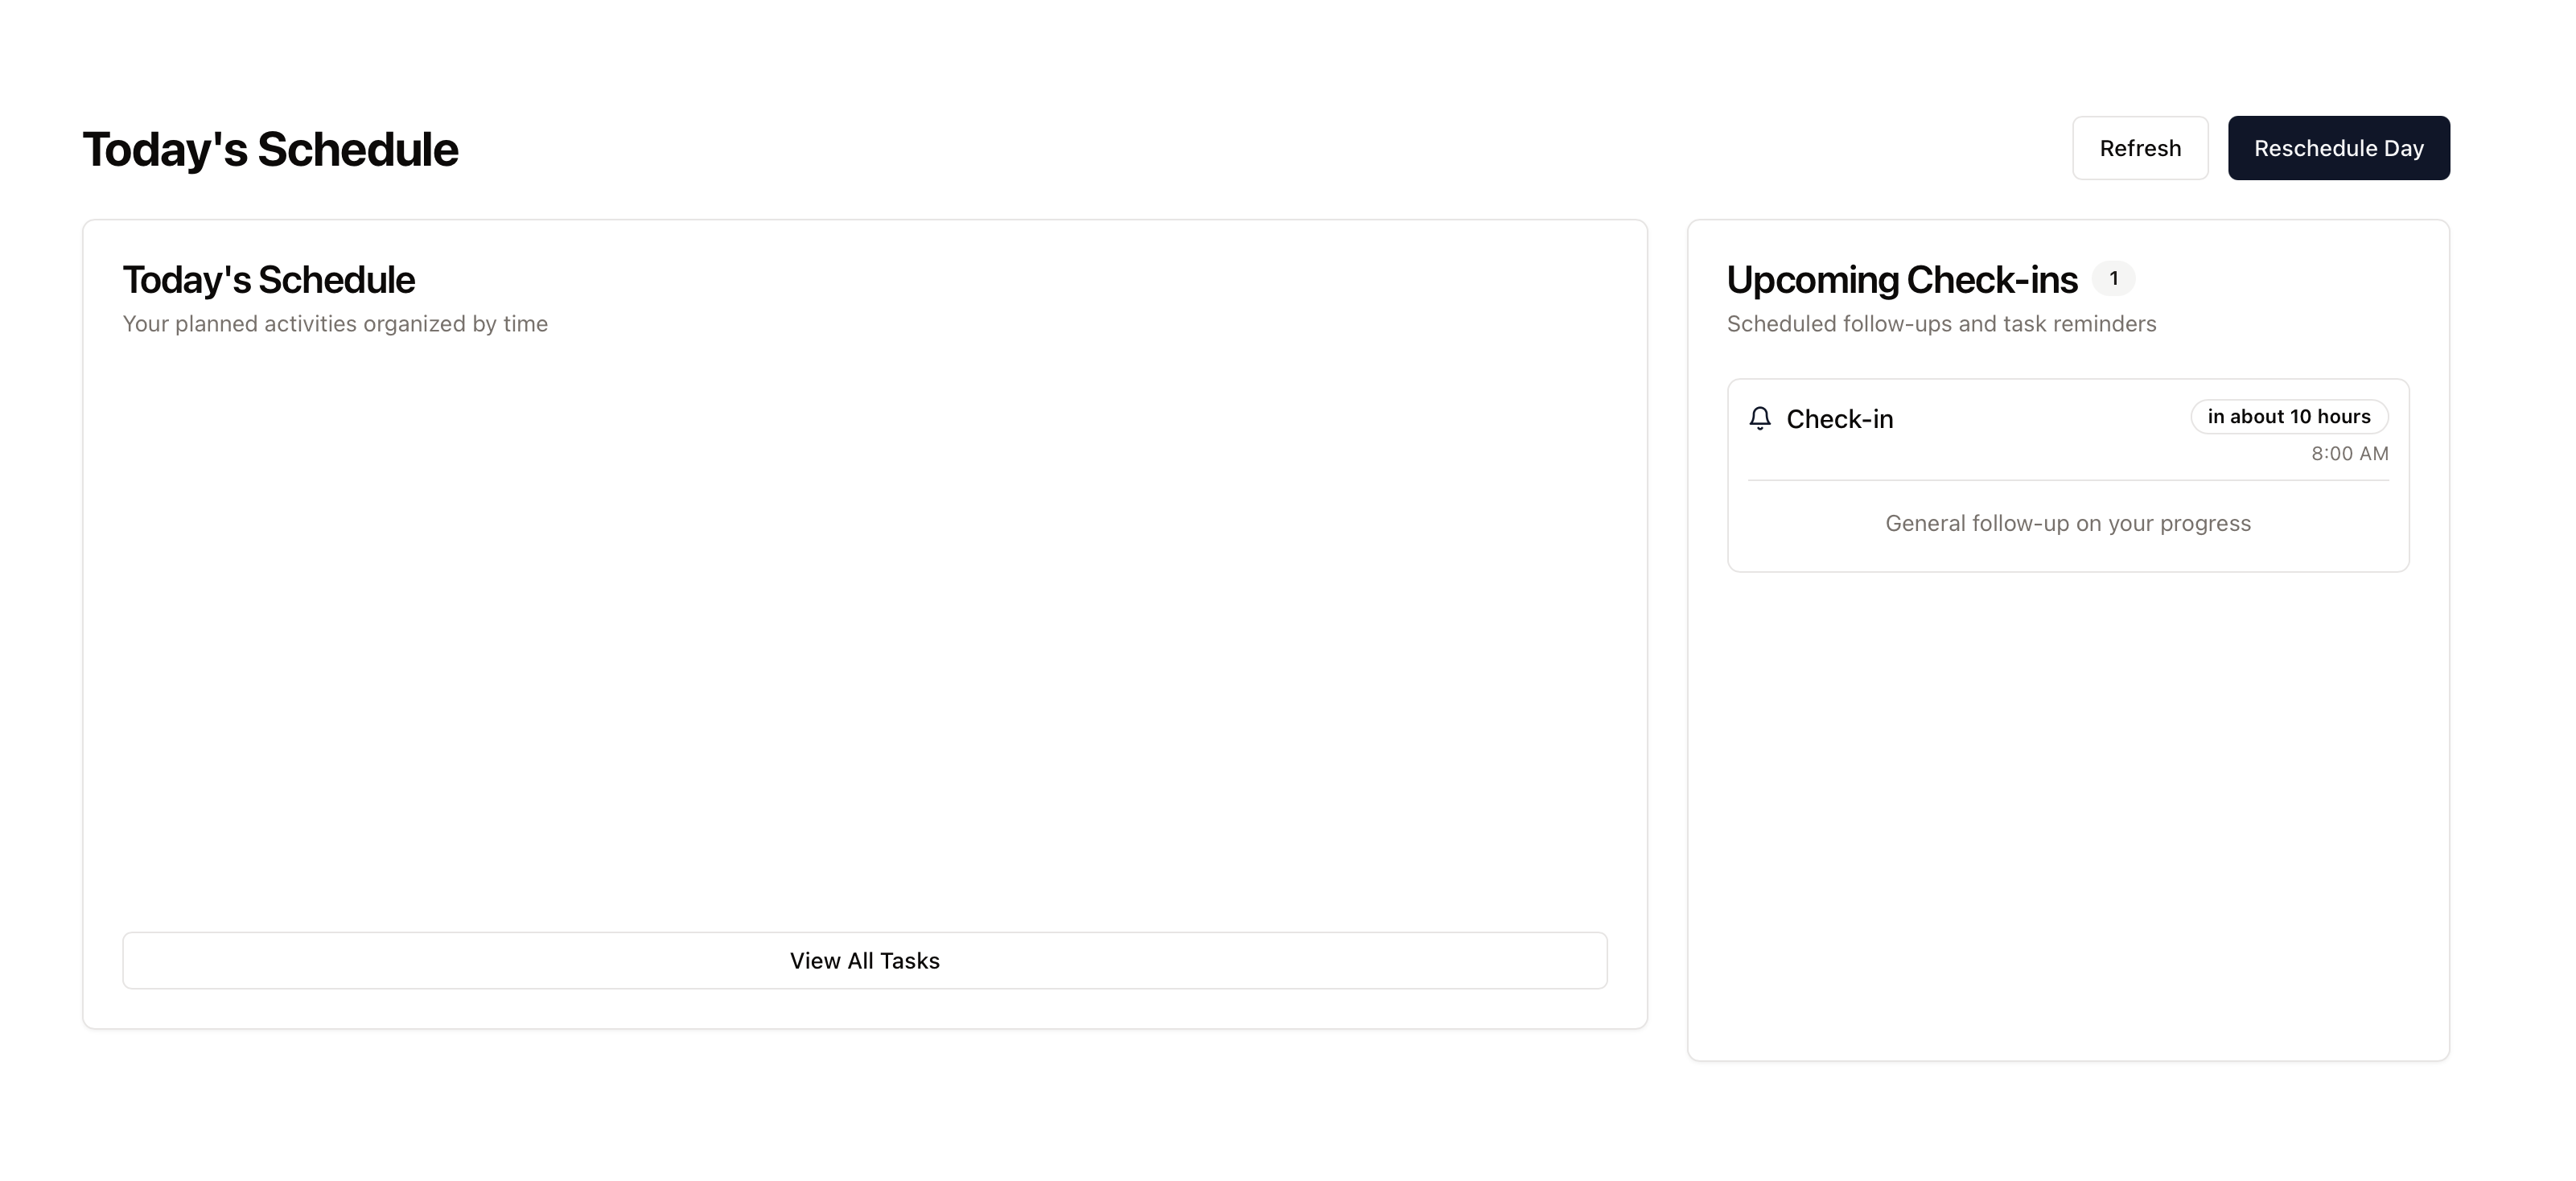 Today's Schedule
Refresh
Reschedule Day
Today's Schedule
Your planned activities organized by time
View All Tasks
Upcoming Check-ins 1
Scheduled follow-ups and task reminders
Check-in
in about 10 hours
8:00 AM
General follow-up on your progress